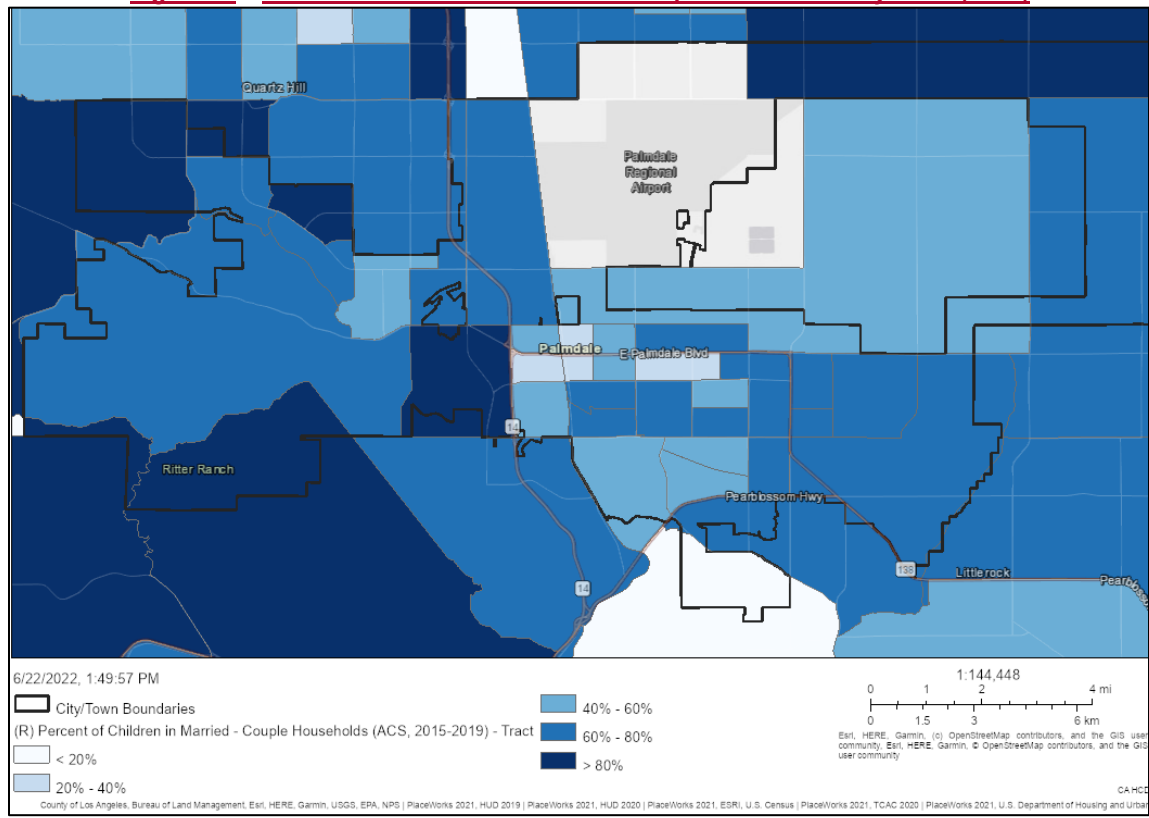 Quartz Hill
Palmdale
Regional
Airport
Palmdale
E Palmdale Blvd
14
Ritter Ranch
Pearblossom Hwy
138
Littlerock
14
6/22/2022, 1:49:57 PM
City/Town Boundaries
(R) Percent of Children in Married - Couple Households (ACS, 2015-2019) - Tract
< 20%
20% - 40%
40% - 60%
60% - 80%
> 80%
1:144,448
0 1 2 4 mi
0 1.5 3 6 km
Esri, HERE, Garmin, (c) OpenStreetMap contributors, and the GIS user
community, Esri, HERE, Garmin, © OpenStreetMap contributors, and the GIS
user community
CA HCD
County of Los Angeles, Bureau of Land Management, Esri, HERE, Garmin, USGS, EPA, NPS | PlaceWorks 2021, HUD 2019 | PlaceWorks 2021, HUD 2020 | PlaceWorks 2021, ESRI, U.S. Census | PlaceWorks 2021, TCAC 2020 | PlaceWorks 2021, U.S. Department of Housing and Urban